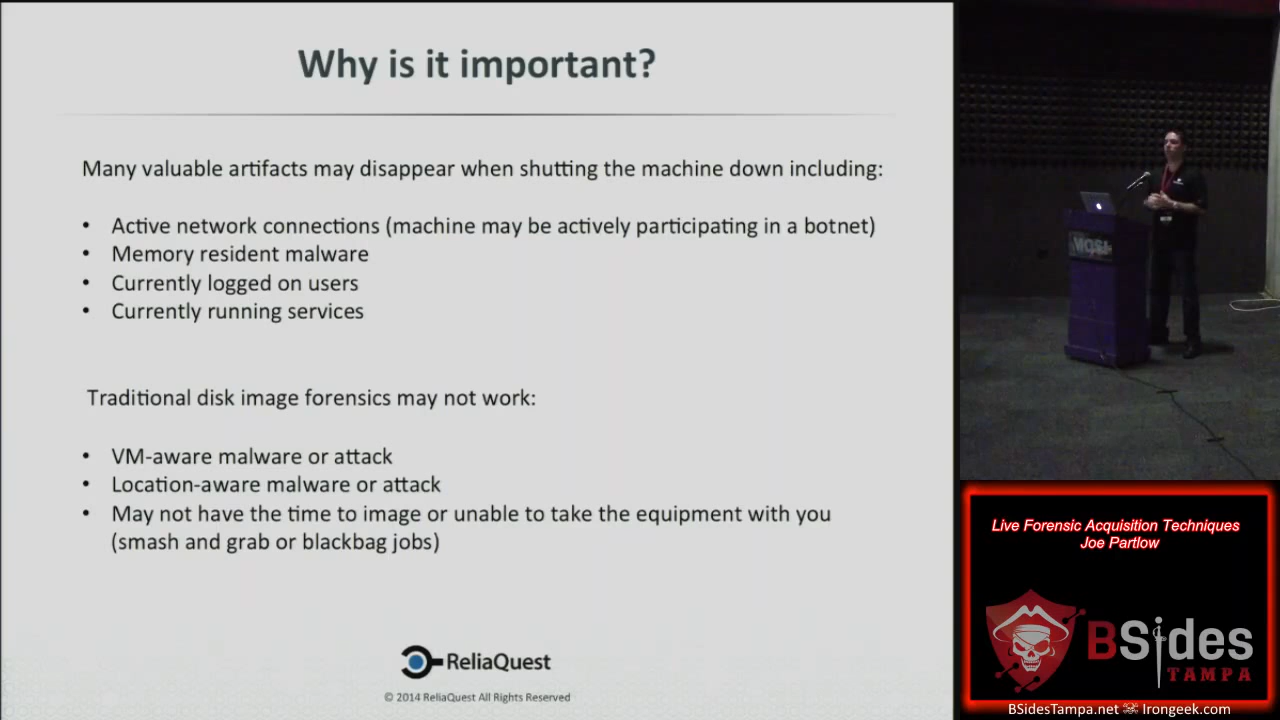 Why is it important?
Many valuable artifacts may disappear when shutting the machine down including:
• Active network connections (machine may be actively participating in a botnet)
• Memory resident malware
• Currently logged on users
• Currently running services
Traditional disk image forensics may not work:
• VM-aware malware or attack
• Location-aware malware or attack
• May not have the time to image or unable to take the equipment with you
(smash and grab or blackbag jobs)
ReliaQuest
© 2014 ReliaQuest All Rights Reserved
Live Forensic Acquisition Techniques
Joe Partlow
BSides
TAMPA
BSidesTampa.net Irongeek.com